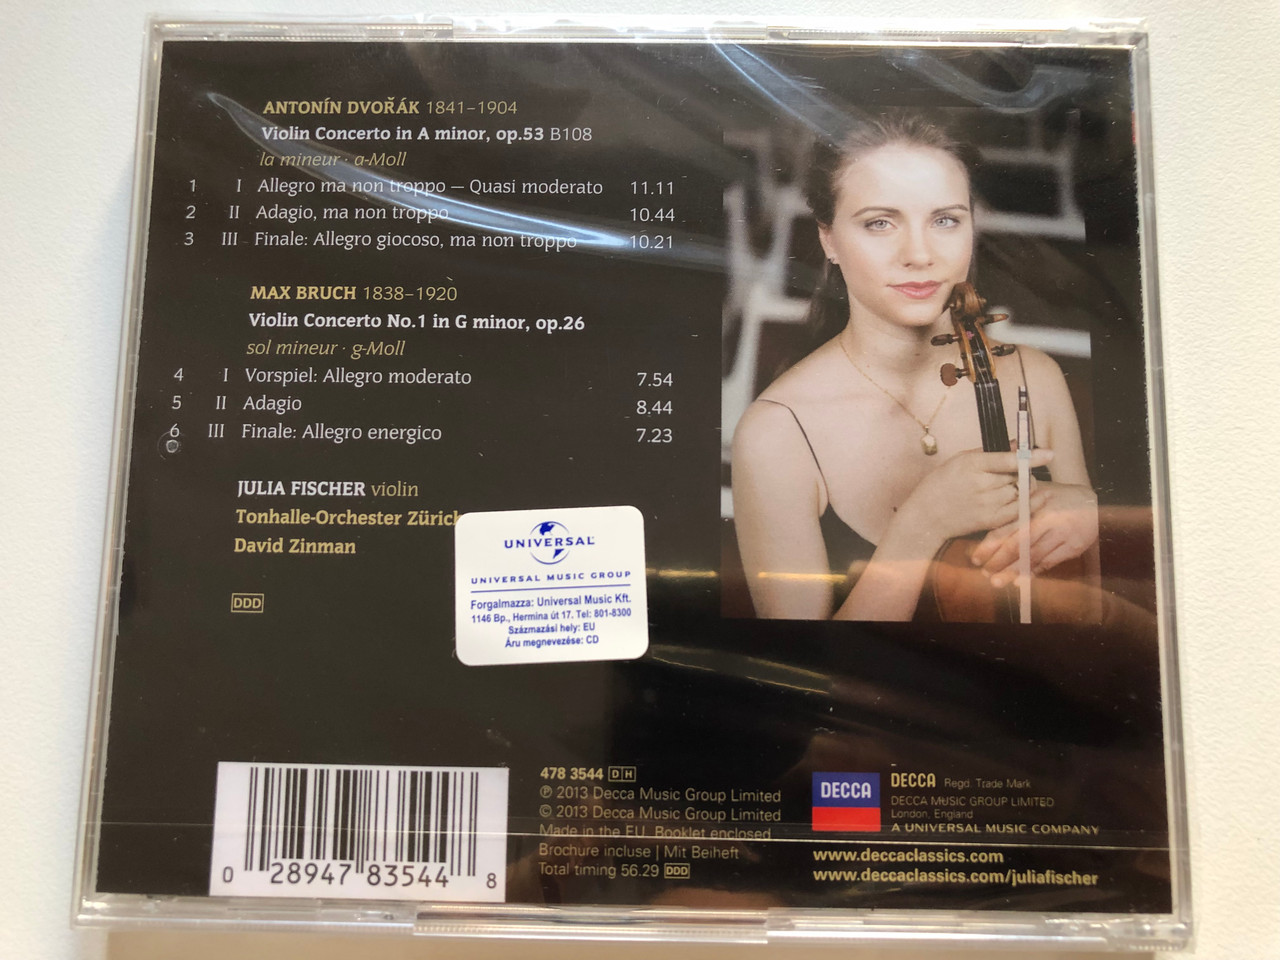 ANTONÍN DVOŘÁK 1841–1904
Violin Concerto in A minor, op.53 B108
la mineur · a-Moll
1 I Allegro ma non troppo — Quasi moderato 11.11
2 II Adagio, ma non troppo 10.44
3 III Finale: Allegro giocoso, ma non troppo 10.21
MAX BRUCH 1838–1920
Violin Concerto No.1 in G minor, op.26
sol mineur · g-Moll
4 I Vorspiel: Allegro moderato 7.54
5 II Adagio 8.44
6 III Finale: Allegro energico 7.23
JULIA FISCHER violin
Tonhalle-Orchester Zürich
David Zinman
DDD
UNIVERSAL
UNIVERSAL MUSIC GROUP
Forgalmazza: Universal Music Kft.
1146 Bp., Hermina út 17. Tel: 801-8300
Származási hely: EU
Áru megnevezése: CD
0 28947 83544 8
478 3544 DH
℗ 2013 Decca Music Group Limited
© 2013 Decca Music Group Limited
Made in the EU. Booklet enclosed
Brochure incluse | Mit Beiheft
Total timing 56.29 DDD
DECCA
DECCA Regd. Trade Mark
DECCA MUSIC GROUP LIMITED
London, England
A UNIVERSAL MUSIC COMPANY
www.deccaclassics.com
www.deccaclassics.com/juliafischer